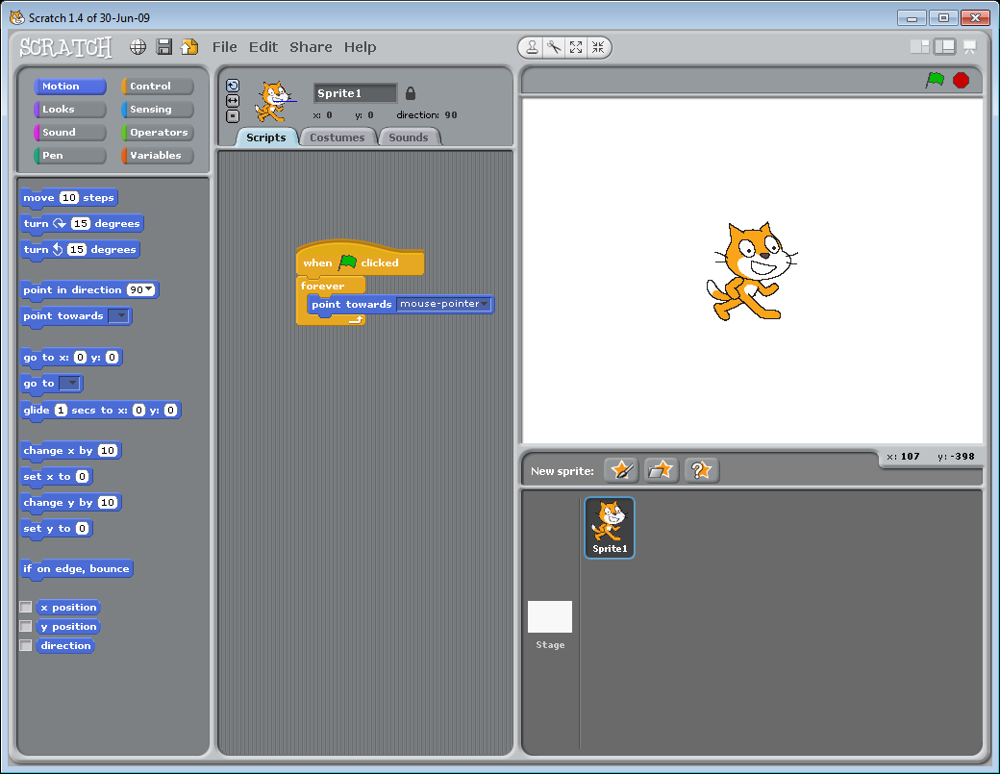 Scratch 1.4 of 30-Jun-09
SCRATCH File Edit Share Help
Motion Control
Looks Sensing
Sound Operators
Pen Variables
Sprite1
x: 0 y: 0 direction: 90
Scripts Costumes Sounds
move 10 steps
turn 15 degrees
turn 15 degrees
point in direction 90
point towards
go to x: 0 y: 0
go to
glide 1 secs to x: 0 y: 0
change x by 10
set x to 0
change y by 10
set y to 0
if on edge, bounce
x position
y position
direction
when clicked
forever
point towards mouse-pointer
x: 107 y: -398
New sprite:
Sprite1
Stage